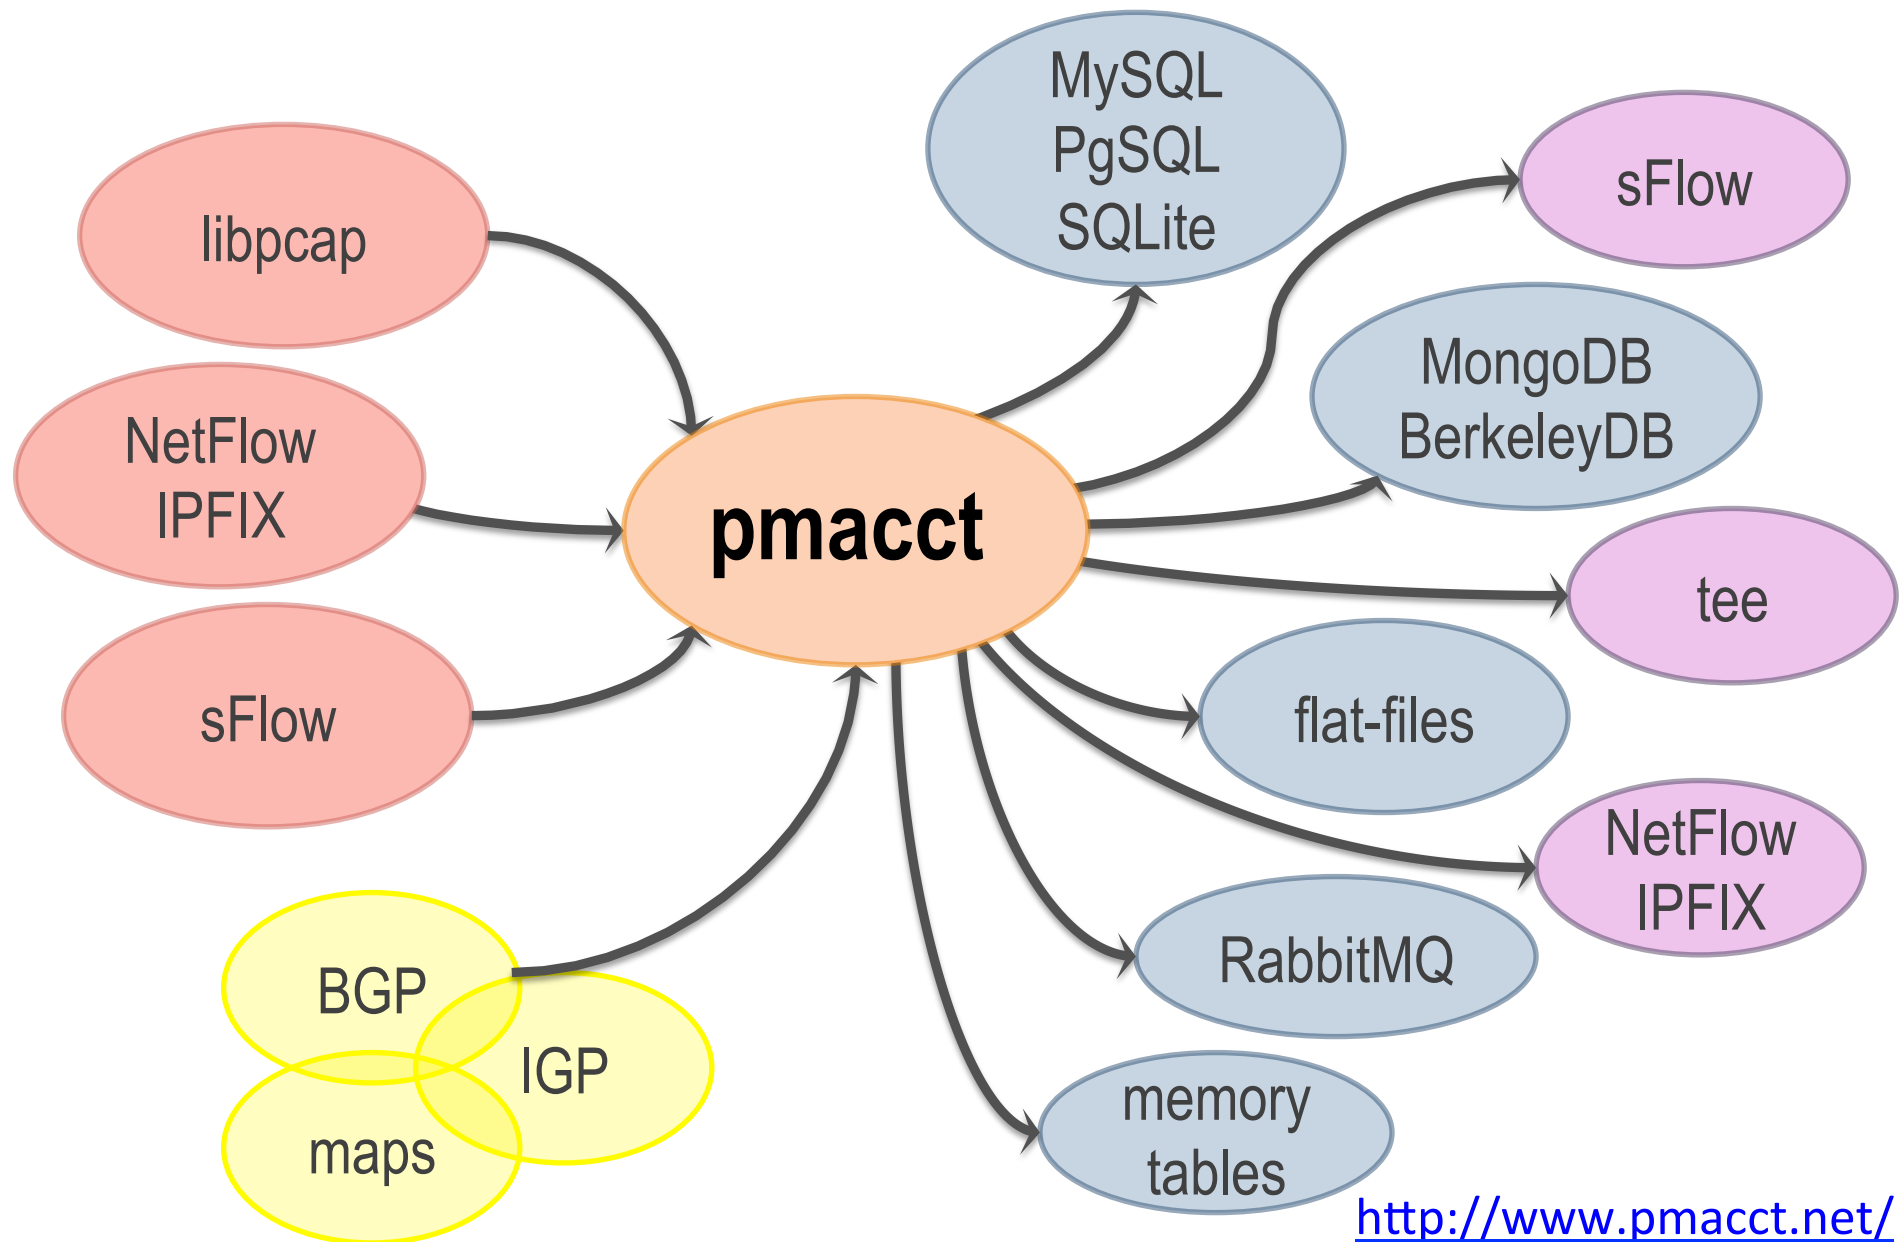 MySQL
PgSQL
SQLite
sFlow
libpcap
MongoDB
BerkeleyDB
NetFlow
IPFIX
pmacct
tee
sFlow
flat-files
NetFlow
IPFIX
RabbitMQ
BGP
IGP
maps
memory
tables
http://www.pmacct.net/